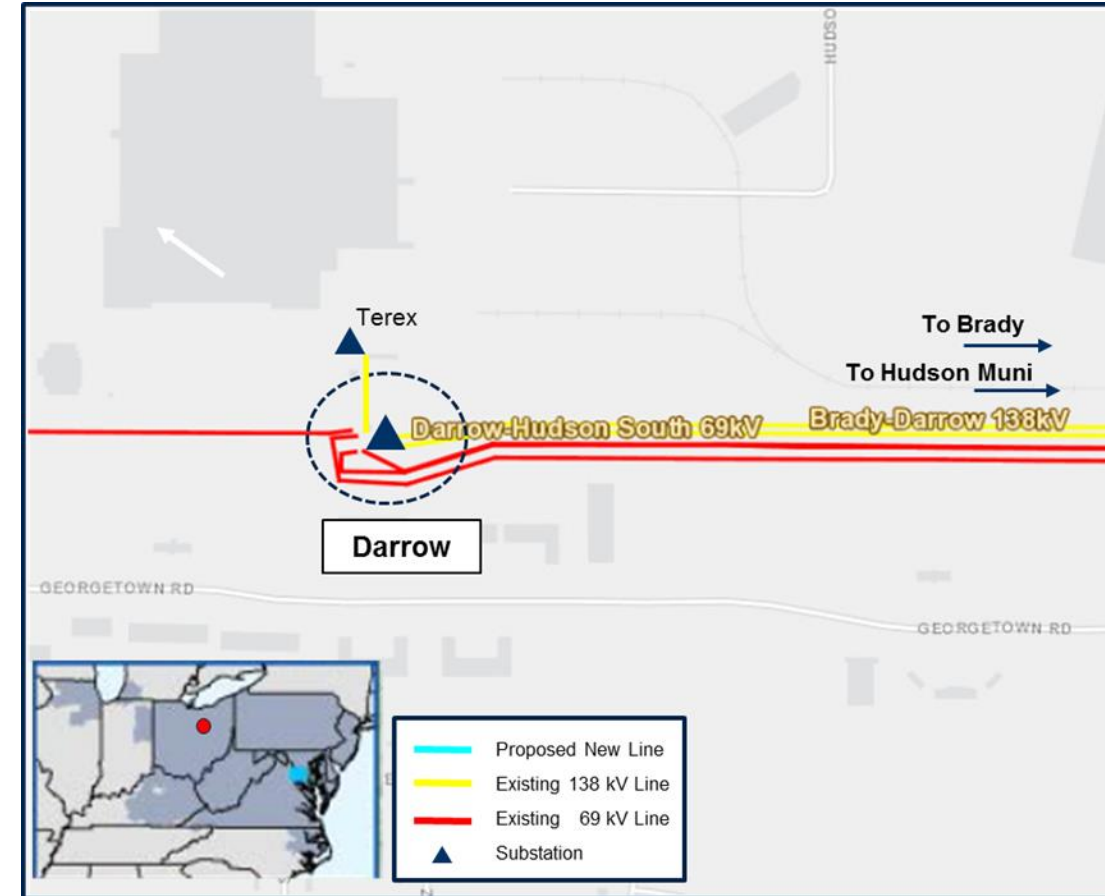 HUDSO
Terex
To Brady
To Hudson Muni
Darrow-Hudson South 69kV
Brady-Darrow 138kV
Darrow
GEORGETOWN RD
GEORGETOWN RD
Proposed New Line
Existing 138 kV Line
Existing 69 kV Line
Substation